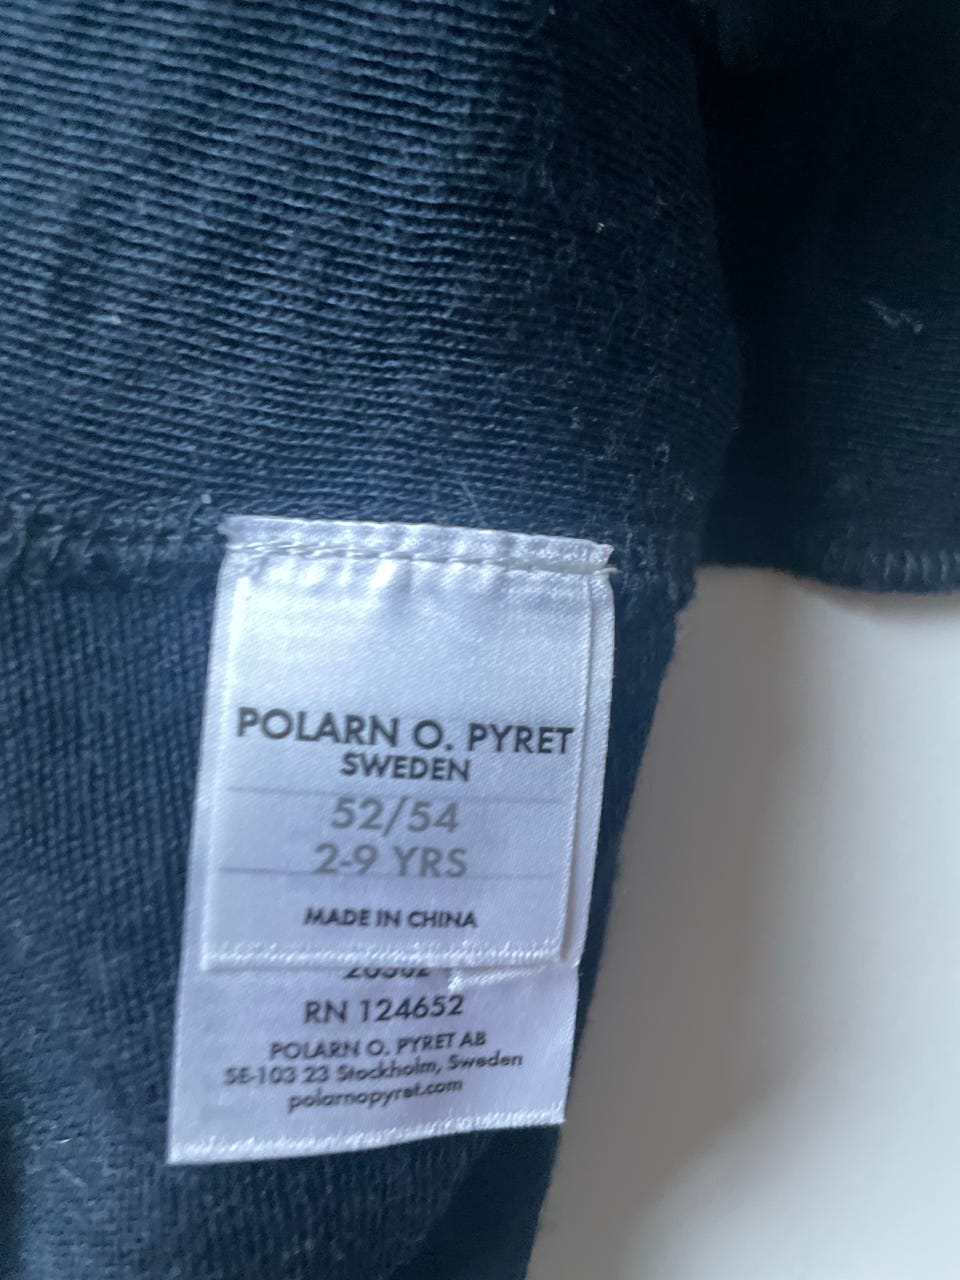 POLARN O. PYRET
SWEDEN
52/54
2-9 YRS
MADE IN CHINA
RN 124652
POLARN O. PYRET AB
SE-103 23 Stockholm, Sweden
polarnopyret.com